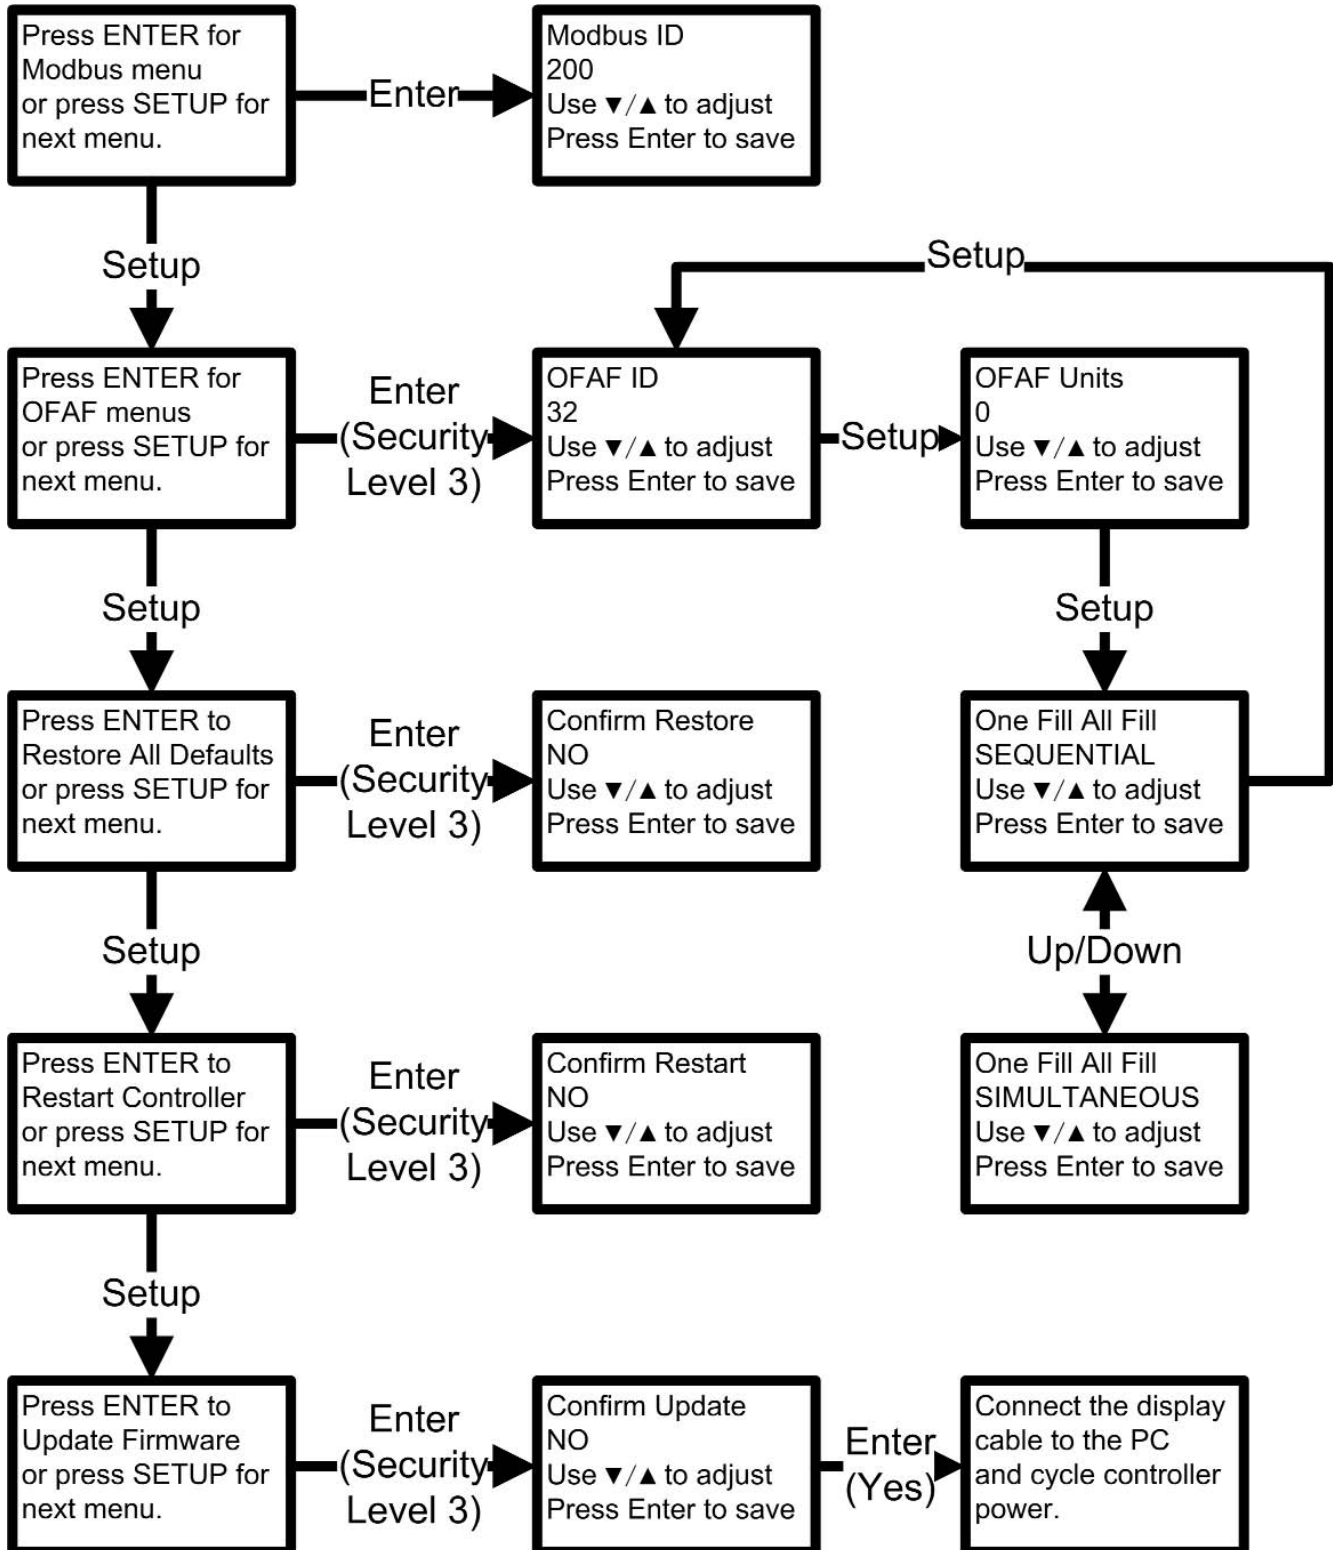 Press ENTER for
Modbus menu
or press SETUP for
next menu.
Enter
Modbus ID
200
Use ▼/▲ to adjust
Press Enter to save
Setup
Setup
Press ENTER for
OFAF menus
or press SETUP for
next menu.
Enter
(Security
Level 3)
OFAF ID
32
Use ▼/▲ to adjust
Press Enter to save
Setup
OFAF Units
0
Use ▼/▲ to adjust
Press Enter to save
Setup
Setup
Press ENTER to
Restore All Defaults
or press SETUP for
next menu.
Enter
(Security
Level 3)
Confirm Restore
NO
Use ▼/▲ to adjust
Press Enter to save
One Fill All Fill
SEQUENTIAL
Use ▼/▲ to adjust
Press Enter to save
Setup
Up/Down
Press ENTER to
Restart Controller
or press SETUP for
next menu.
Enter
(Security
Level 3)
Confirm Restart
NO
Use ▼/▲ to adjust
Press Enter to save
One Fill All Fill
SIMULTANEOUS
Use ▼/▲ to adjust
Press Enter to save
Setup
Press ENTER to
Update Firmware
or press SETUP for
next menu.
Enter
(Security
Level 3)
Confirm Update
NO
Use ▼/▲ to adjust
Press Enter to save
Enter
(Yes)
Connect the display
cable to the PC
and cycle controller
power.